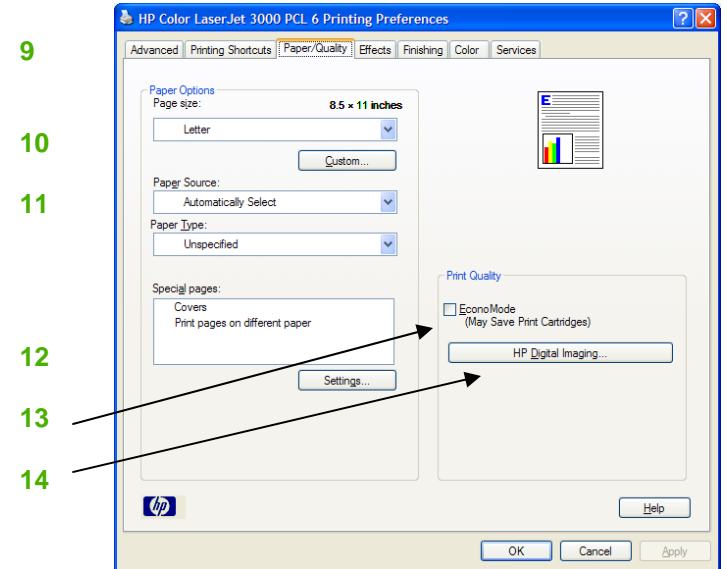 HP Color LaserJet 3000 PCL 6 Printing Preferences
9
Advanced Printing Shortcuts Paper/Quality Effects Finishing Color Services
Paper Options
Page size: 8.5 × 11 inches
E
Letter
10
Custom...
11
Paper Source:
Automatically Select
Paper Type:
Unspecified
Print Quality
Special pages:
Covers
Print pages on different paper
EconoMode
(May Save Print Cartridges)
12
HP Digital Imaging...
Settings...
13
14
hp
Help
OK Cancel Apply